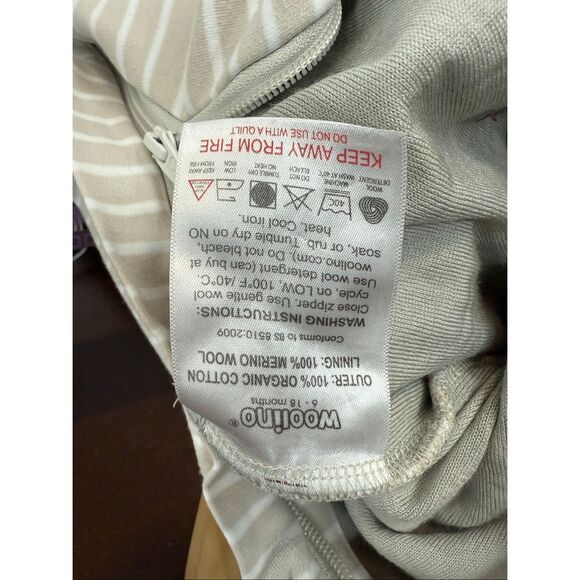 woolino®
6 - 18 months
OUTER: 100% ORGANIC COTTON
LINING: 100% MERINO WOOL
Conforms to BS 8510:2009
WASHING INSTRUCTIONS:
Close zipper. Use gentle wool
cycle, on LOW, 100°F /40°C.
Use wool detergent (can buy at
woolino.com). Do not bleach,
soak, or rub. Tumble dry on NO
heat. Cool iron.
40C
WOOL
DETERGENT
MACHINE
WASH AT 40°C
DO NOT
BLEACH
TUMBLE DRY
NO HEAT
LOW
IRON
KEEP AWAY
FROM FIRE
KEEP AWAY FROM FIRE
DO NOT USE WITH A QUILT